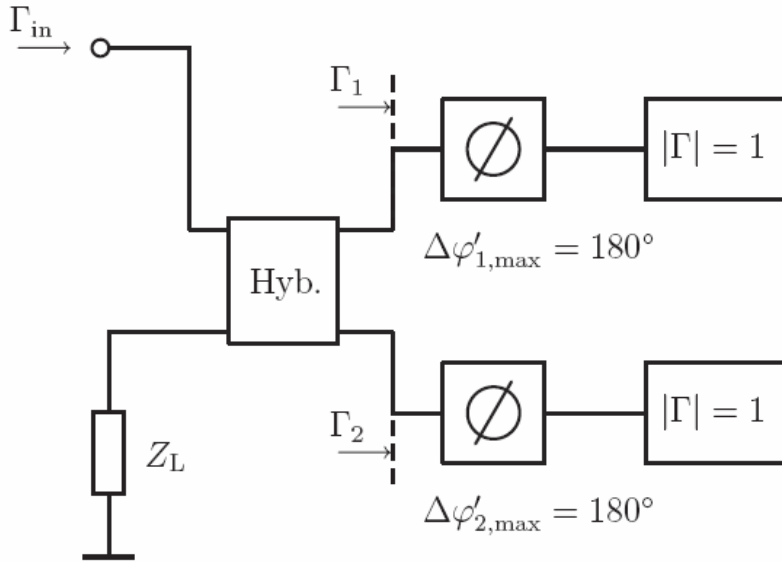 Γin
Γ1
|Γ| = 1
Δφ′1,max = 180°
Hyb.
Γ2
|Γ| = 1
ZL
Δφ′2,max = 180°